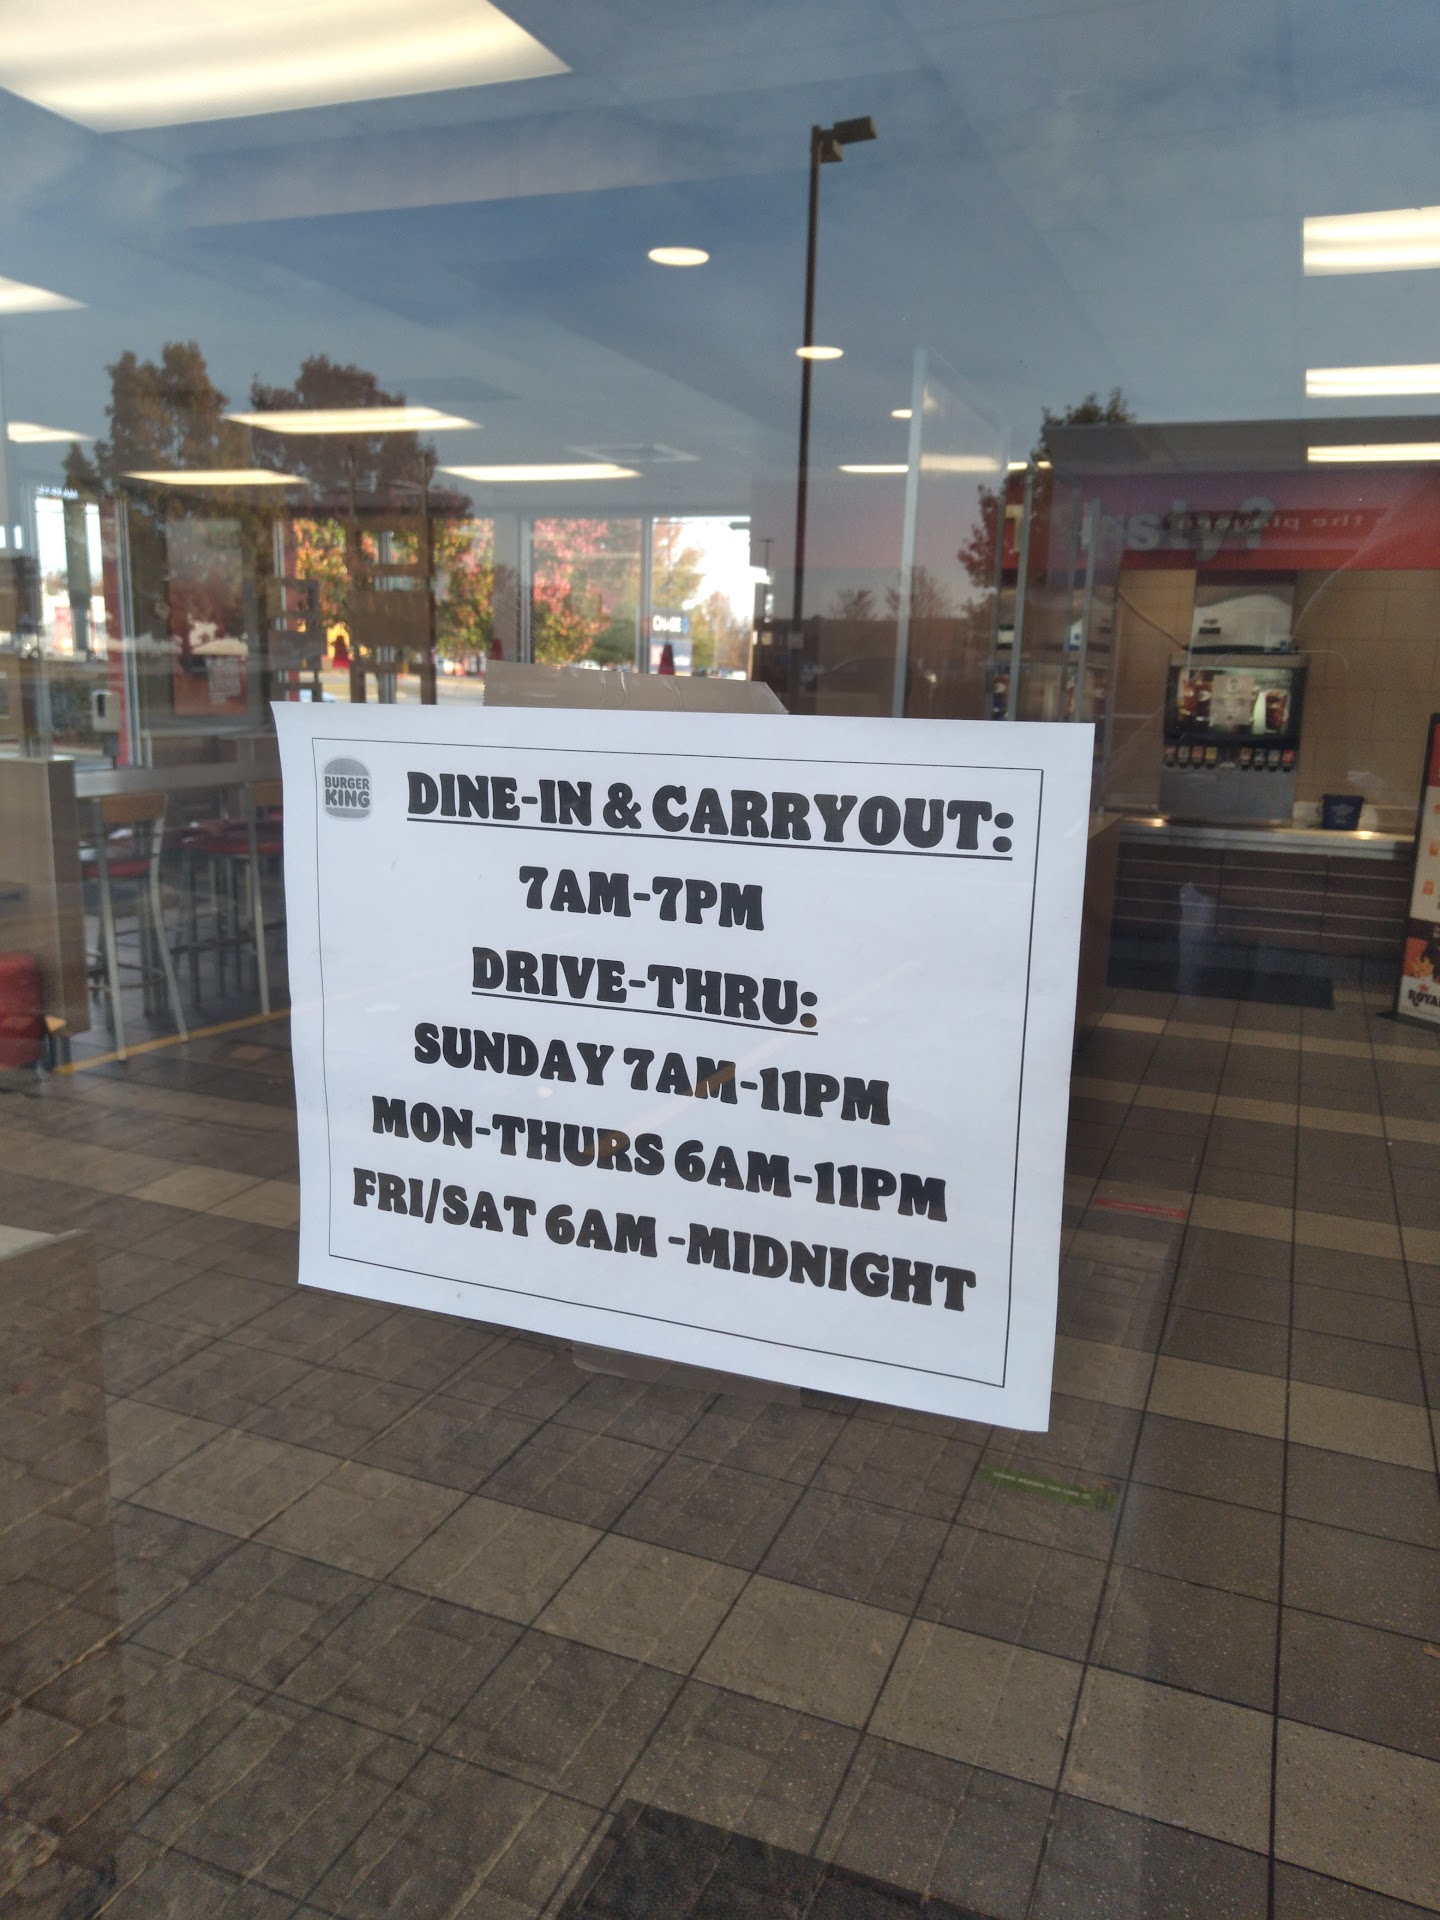 BURGER
KING
DINE-IN & CARRYOUT:
7AM-7PM
DRIVE-THRU:
SUNDAY 7AM-11PM
MON-THURS 6AM-11PM
FRI/SAT 6AM -MIDNIGHT